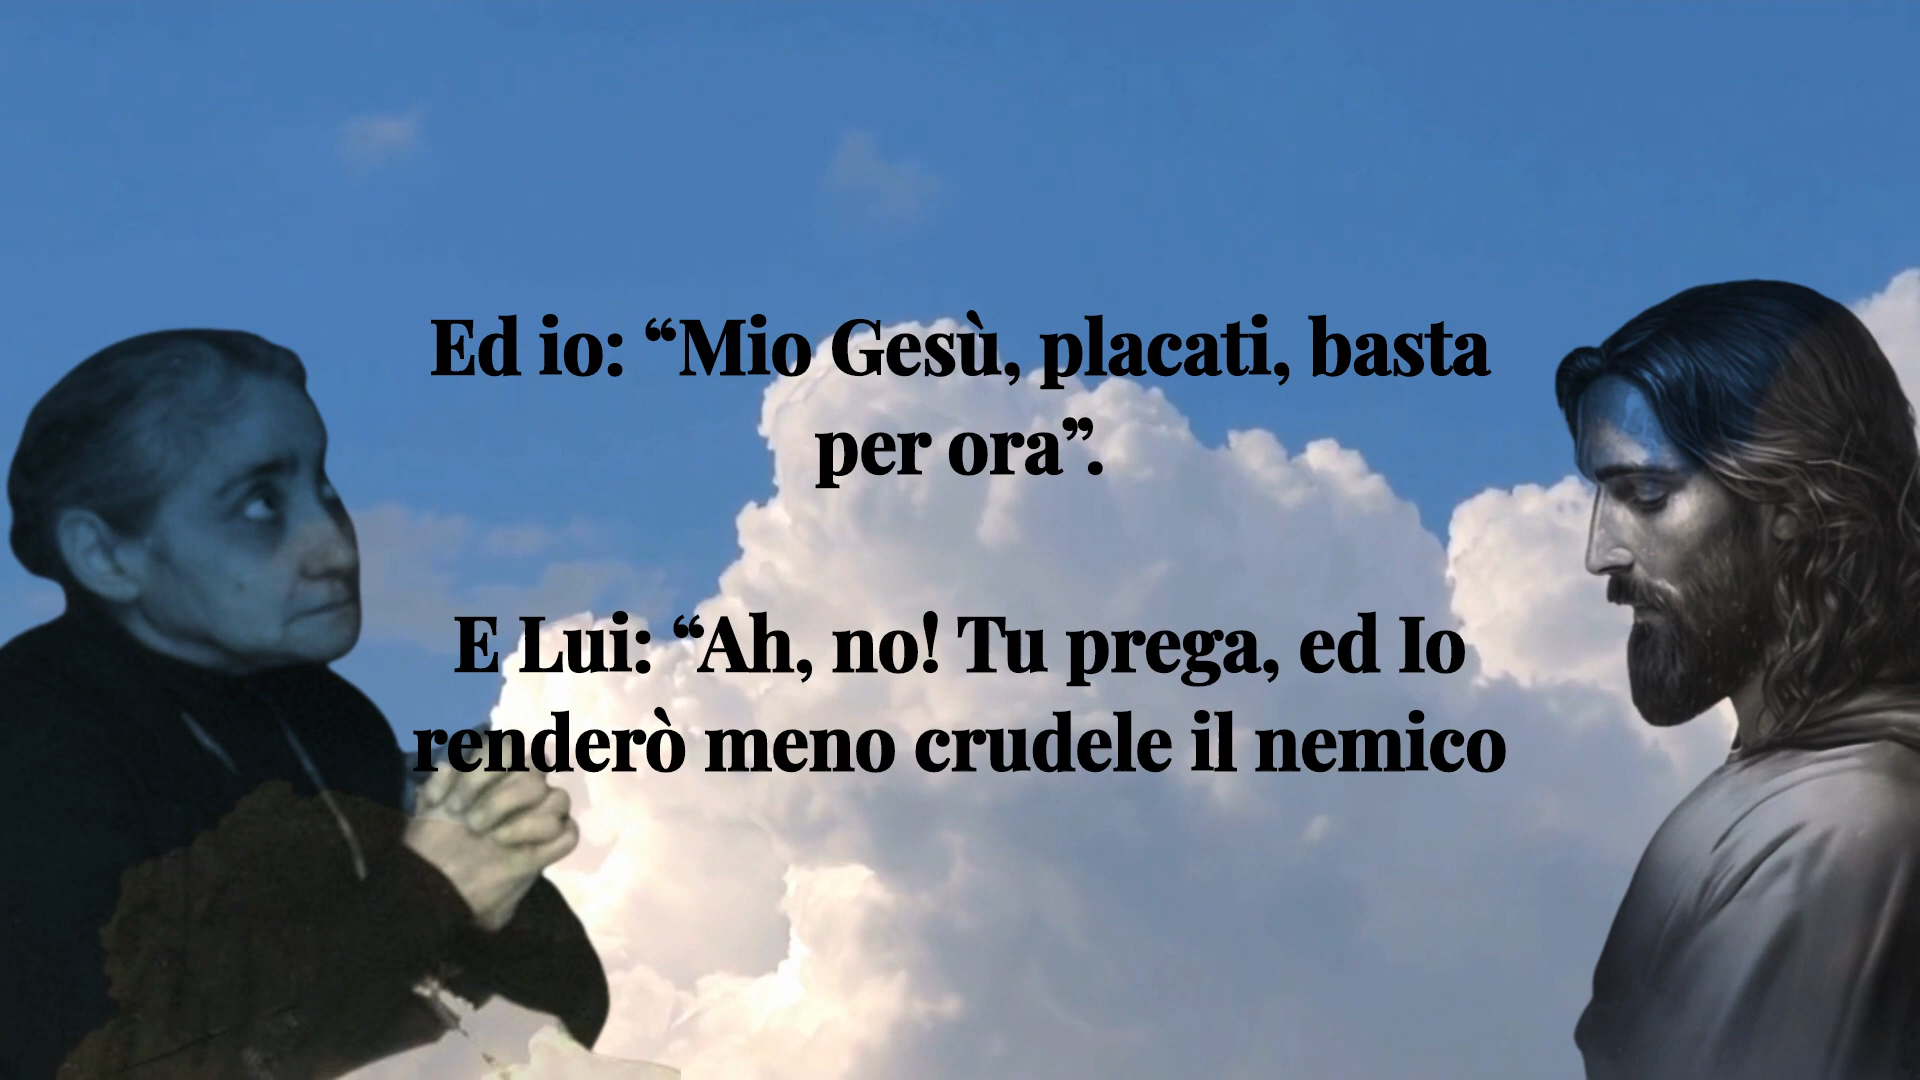 Ed io: “Mio Gesù, placati, basta
per ora”.
E Lui: “Ah, no! Tu prega, ed Io
renderò meno crudele il nemico